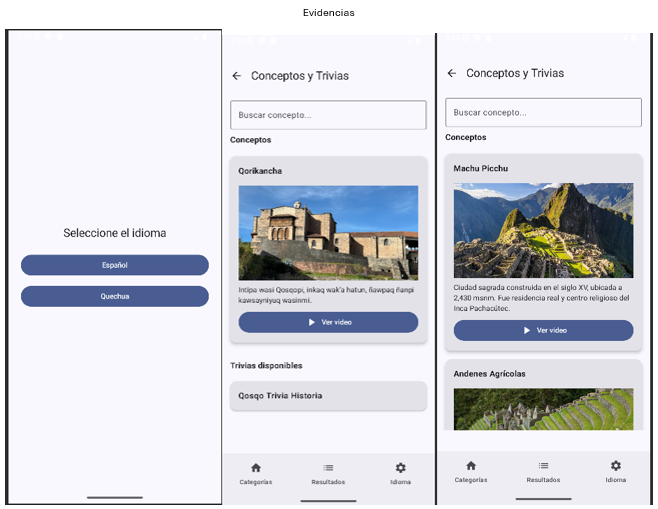 Evidencias
Seleccione el idioma
Español
Quechua
Conceptos y Trivias
Buscar concepto...
Conceptos
Qorikancha
Intipa wasi Qosqopi, inkaq wak'a hatun, ñawpaq ñanpi
kawsayniyuq wasinmi.
Ver video
Trivias disponibles
Qosqo Trivia Historia
Categorías
Resultados
Idioma
Conceptos y Trivias
Buscar concepto...
Conceptos
Machu Picchu
Ciudad sagrada construida en el siglo XV, ubicada a
2,430 msnm. Fue residencia real y centro religioso del
Inca Pachacútec.
Ver video
Andenes Agrícolas
Categorías
Resultados
Idioma